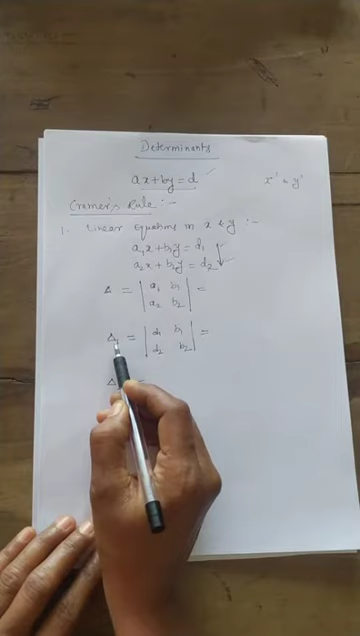 Determinants
ax+by=d
x' & y'
Cramer's Rule :-
1. Linear equations in x & y :-
a₁x+b₁y=d₁
a₂x+b₂y=d₂
Δ = | a₁ b₁ | =
| a₂ b₂ |
Δ₁ = | d₁ b₁ | =
| d₂ b₂ |
Δ =